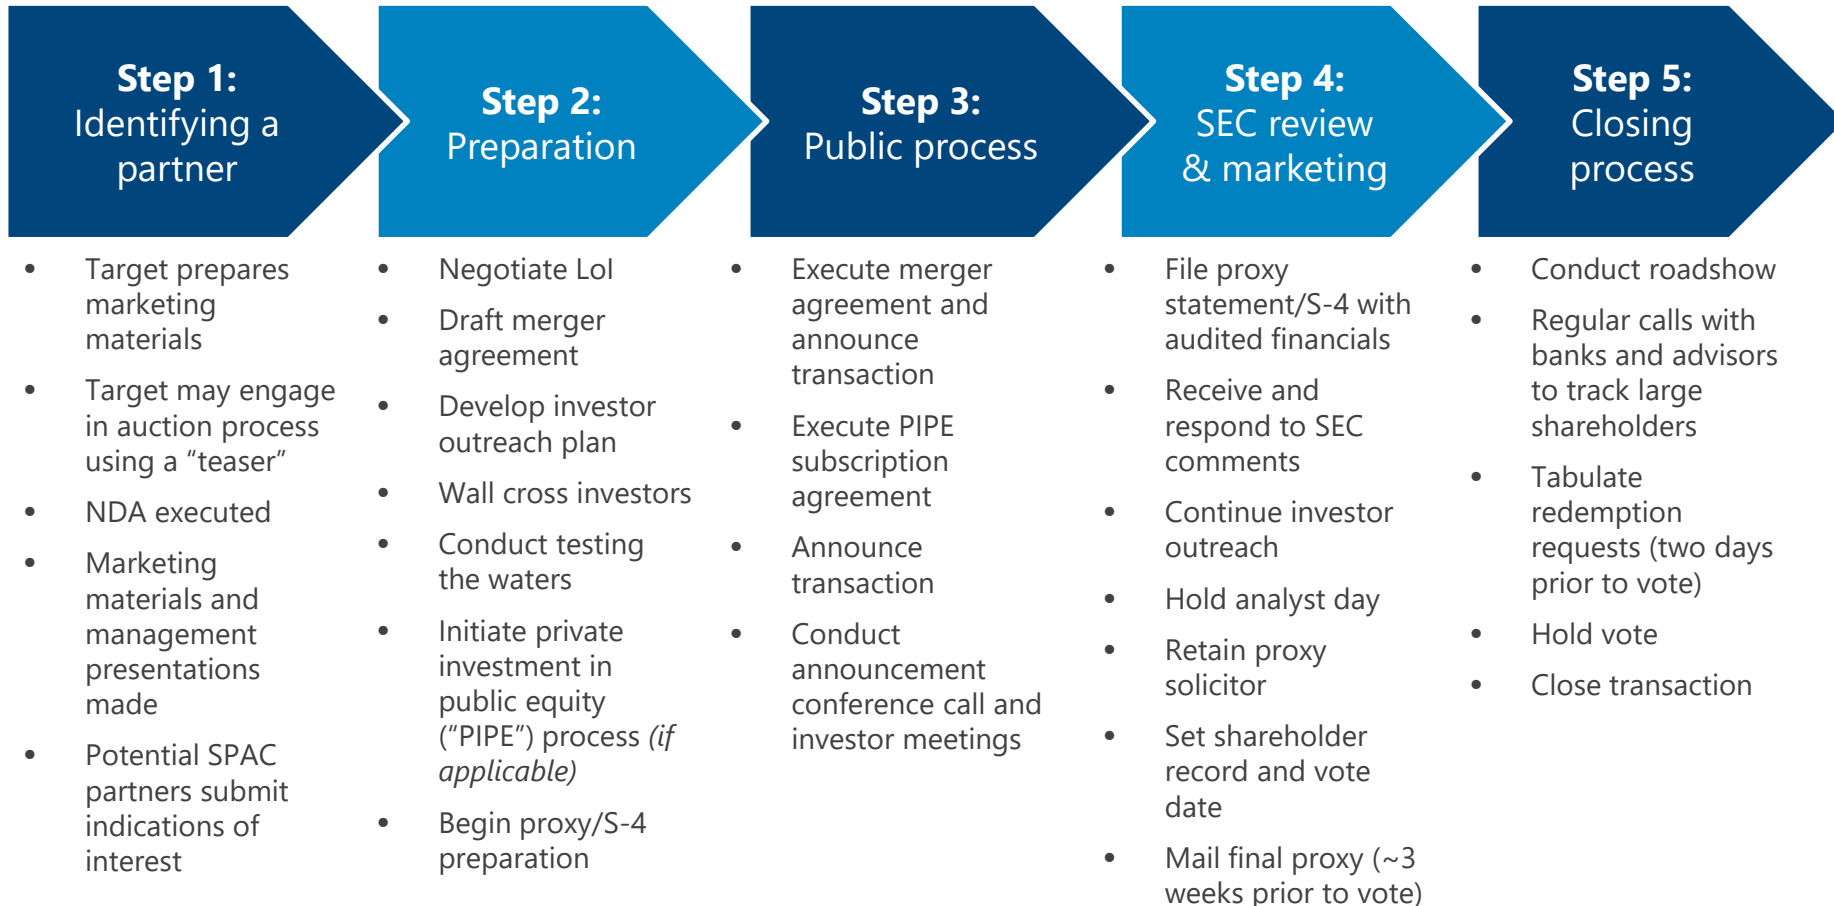 Step 1:
Identifying a
partner
Step 2:
Preparation
Step 3:
Public process
Step 4:
SEC review
& marketing
Step 5:
Closing
process
• Target prepares
marketing
materials
• Target may engage
in auction process
using a “teaser”
• NDA executed
• Marketing
materials and
management
presentations
made
• Potential SPAC
partners submit
indications of
interest
• Negotiate LoI
• Draft merger
agreement
• Develop investor
outreach plan
• Wall cross investors
• Conduct testing
the waters
• Initiate private
investment in
public equity
(“PIPE”) process (if
applicable)
• Begin proxy/S-4
preparation
• Execute merger
agreement and
announce
transaction
• Execute PIPE
subscription
agreement
• Announce
transaction
• Conduct
announcement
conference call and
investor meetings
• File proxy
statement/S-4 with
audited financials
• Receive and
respond to SEC
comments
• Continue investor
outreach
• Hold analyst day
• Retain proxy
solicitor
• Set shareholder
record and vote
date
• Mail final proxy (~3
weeks prior to vote)
• Conduct roadshow
• Regular calls with
banks and advisors
to track large
shareholders
• Tabulate
redemption
requests (two days
prior to vote)
• Hold vote
• Close transaction